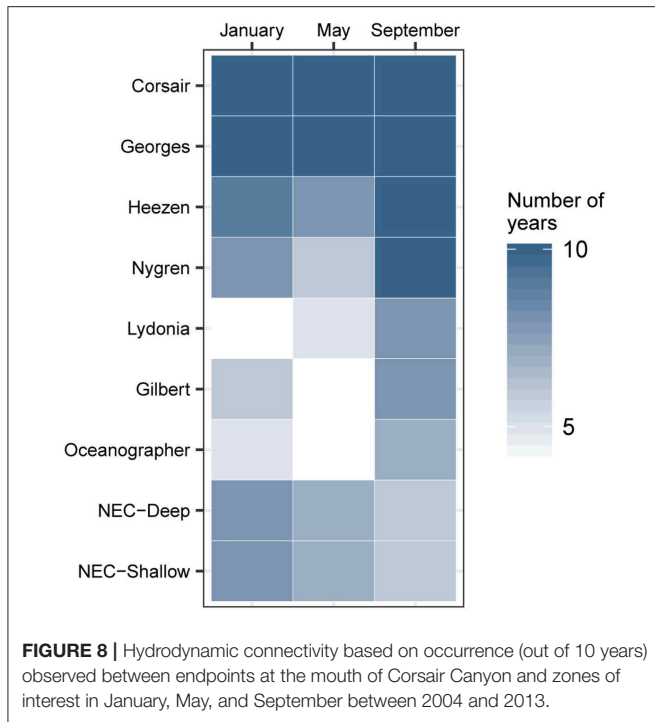 January May September
Corsair
Georges
Heezen
Nygren
Lydonia
Gilbert
Oceanographer
NEC−Deep
NEC−Shallow
Number of
years
10
5
FIGURE 8 | Hydrodynamic connectivity based on occurrence (out of 10 years)
observed between endpoints at the mouth of Corsair Canyon and zones of
interest in January, May, and September between 2004 and 2013.